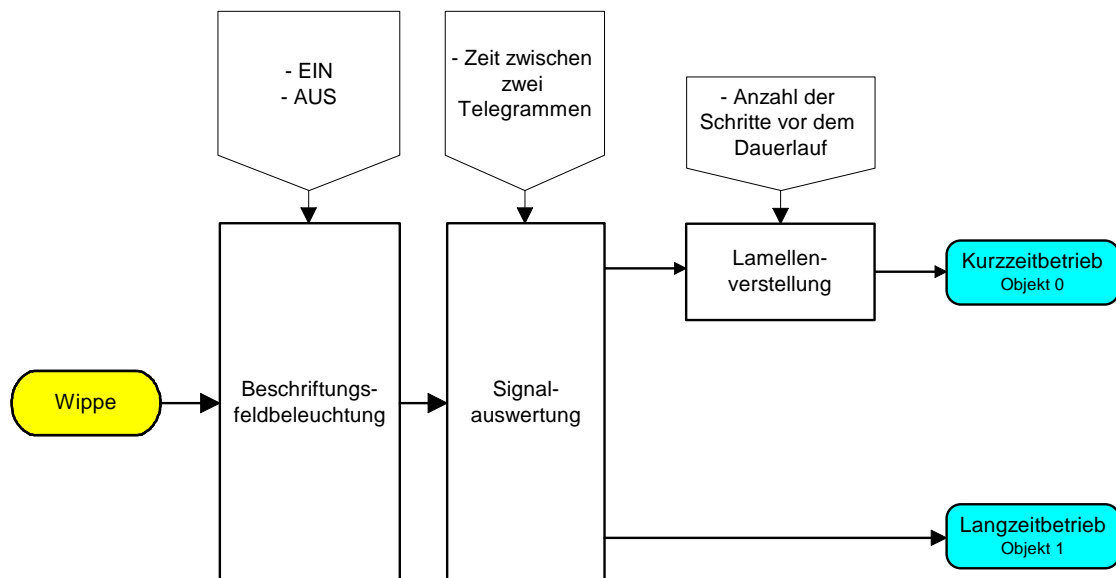 - EIN
- AUS
- Zeit zwischen
zwei
Telegrammen
- Anzahl der
Schritte vor dem
Dauerlauf
Wippe
Beschriftungs-
feldbeleuchtung
Signal-
auswertung
Lamellen-
verstellung
Kurzzeitbetrieb
Objekt 0
Langzeitbetrieb
Objekt 1